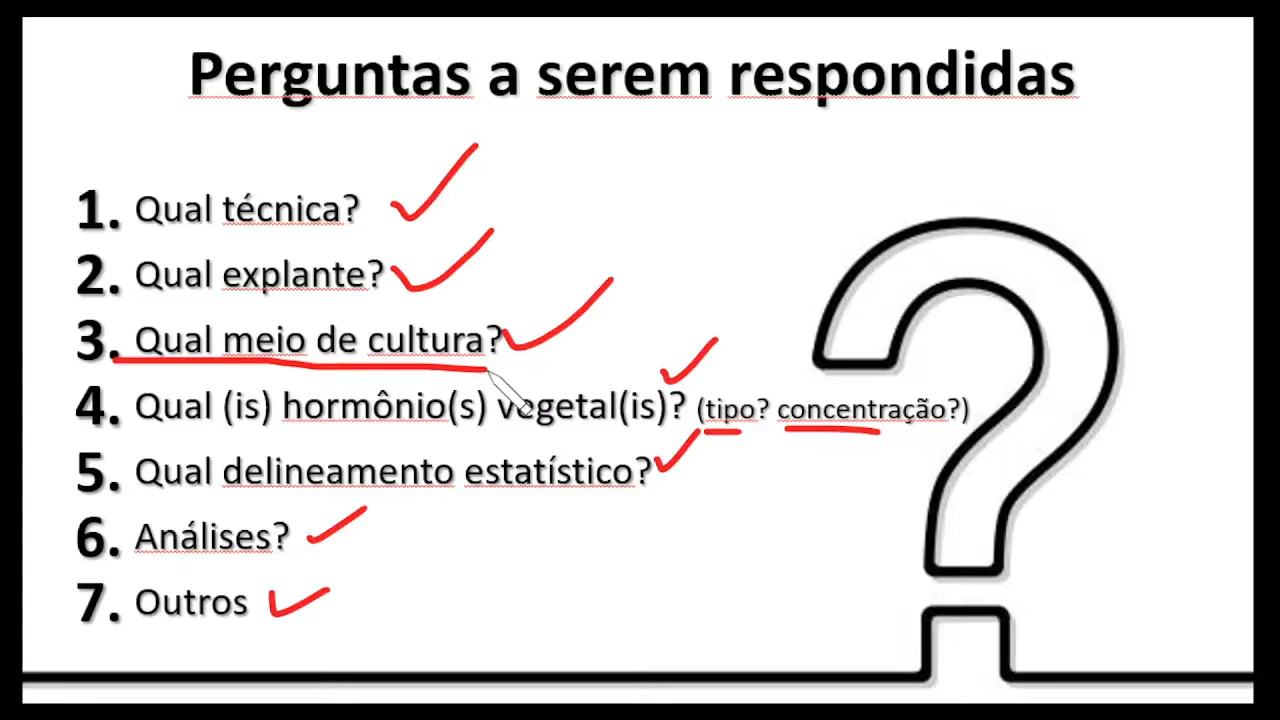 Perguntas a serem respondidas
1. Qual técnica?
2. Qual explante?
3. Qual meio de cultura?
4. Qual (is) hormônio(s) vegetal(is)? (tipo? concentração?)
5. Qual delineamento estatístico?
6. Análises?
7. Outros